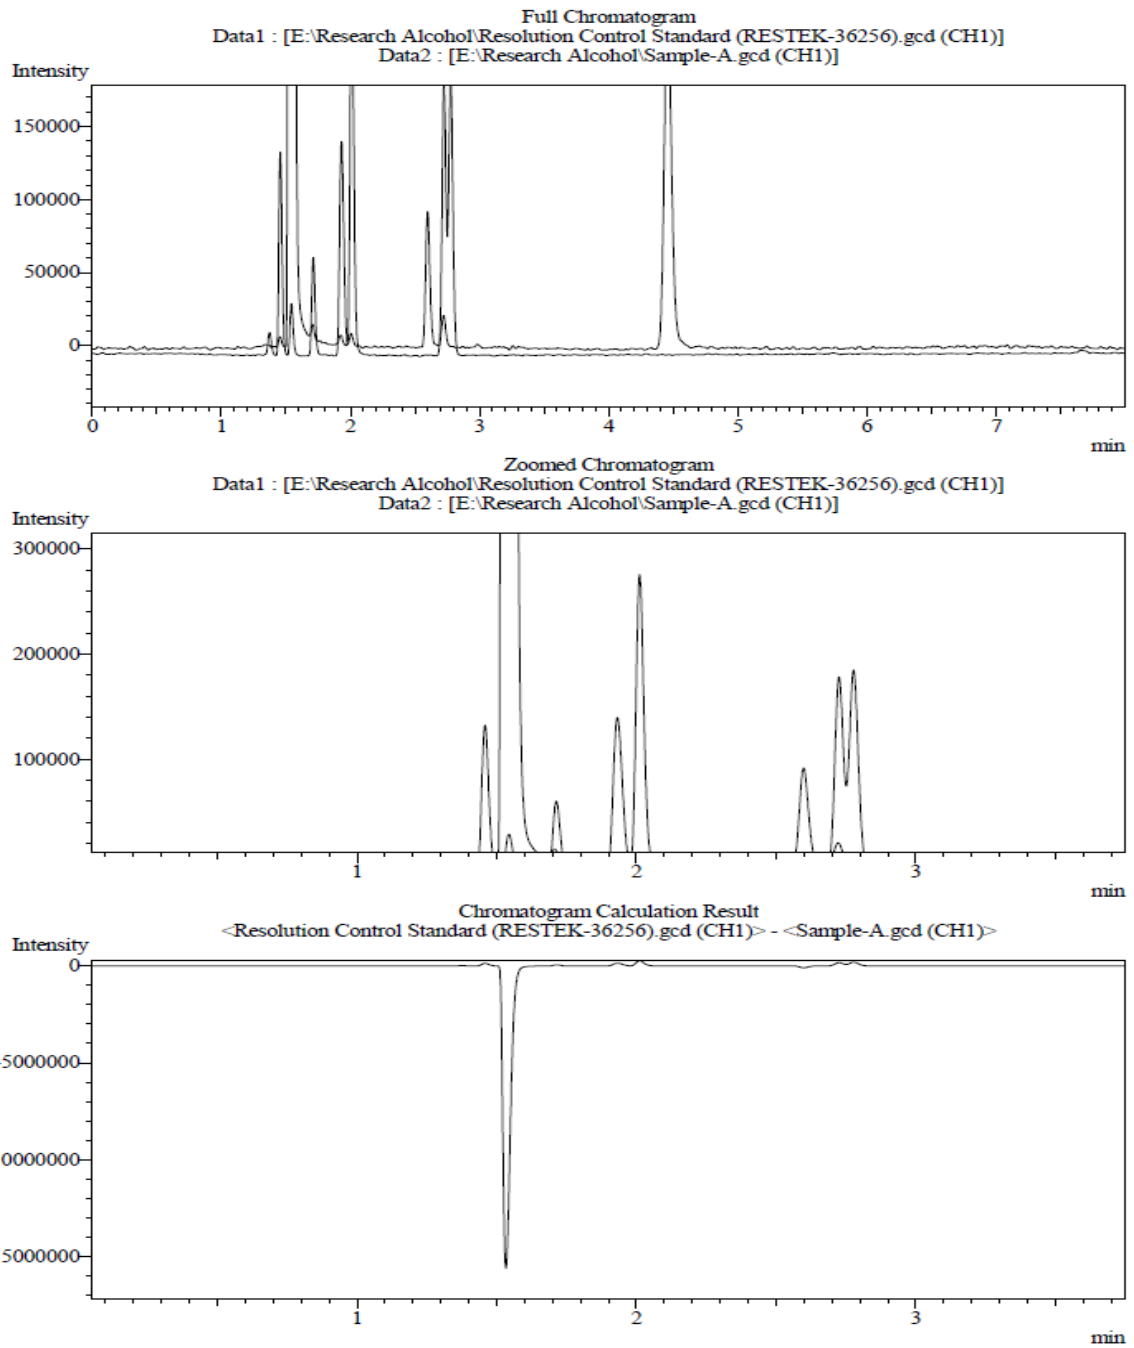 Full Chromatogram
Data1 : [E:\Research Alcohol\Resolution Control Standard (RESTEK-36256).gcd (CH1)]
Data2 : [E:\Research Alcohol\Sample-A.gcd (CH1)]
Intensity
150000
100000
50000
0
0 1 2 3 4 5 6 7
min
Zoomed Chromatogram
Data1 : [E:\Research Alcohol\Resolution Control Standard (RESTEK-36256).gcd (CH1)]
Data2 : [E:\Research Alcohol\Sample-A.gcd (CH1)]
Intensity
300000
200000
100000
1 2 3
min
Chromatogram Calculation Result
<Resolution Control Standard (RESTEK-36256).gcd (CH1)> - <Sample-A.gcd (CH1)>
Intensity
0
5000000
0000000
5000000
1 2 3
min